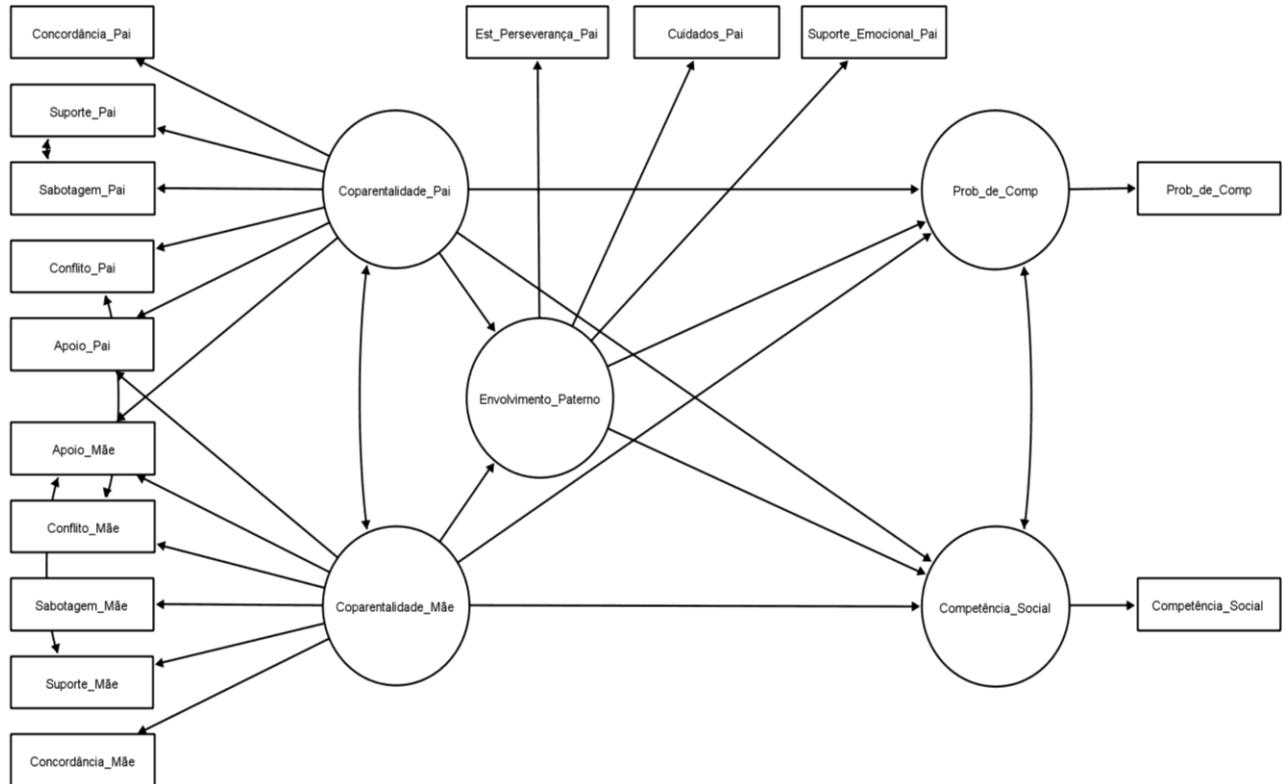 Concordância_Pai
Est_Perseverança_Pai
Cuidados_Pai
Suporte_Emocional_Pai
Suporte_Pai
Sabotagem_Pai
Coparentalidade_Pai
Prob_de_Comp
Prob_de_Comp
Conflito_Pai
Apoio_Pai
Envolvimento_Paterno
Apoio_Mãe
Conflito_Mãe
Sabotagem_Mãe
Coparentalidade_Mãe
Competência_Social
Competência_Social
Suporte_Mãe
Concordância_Mãe